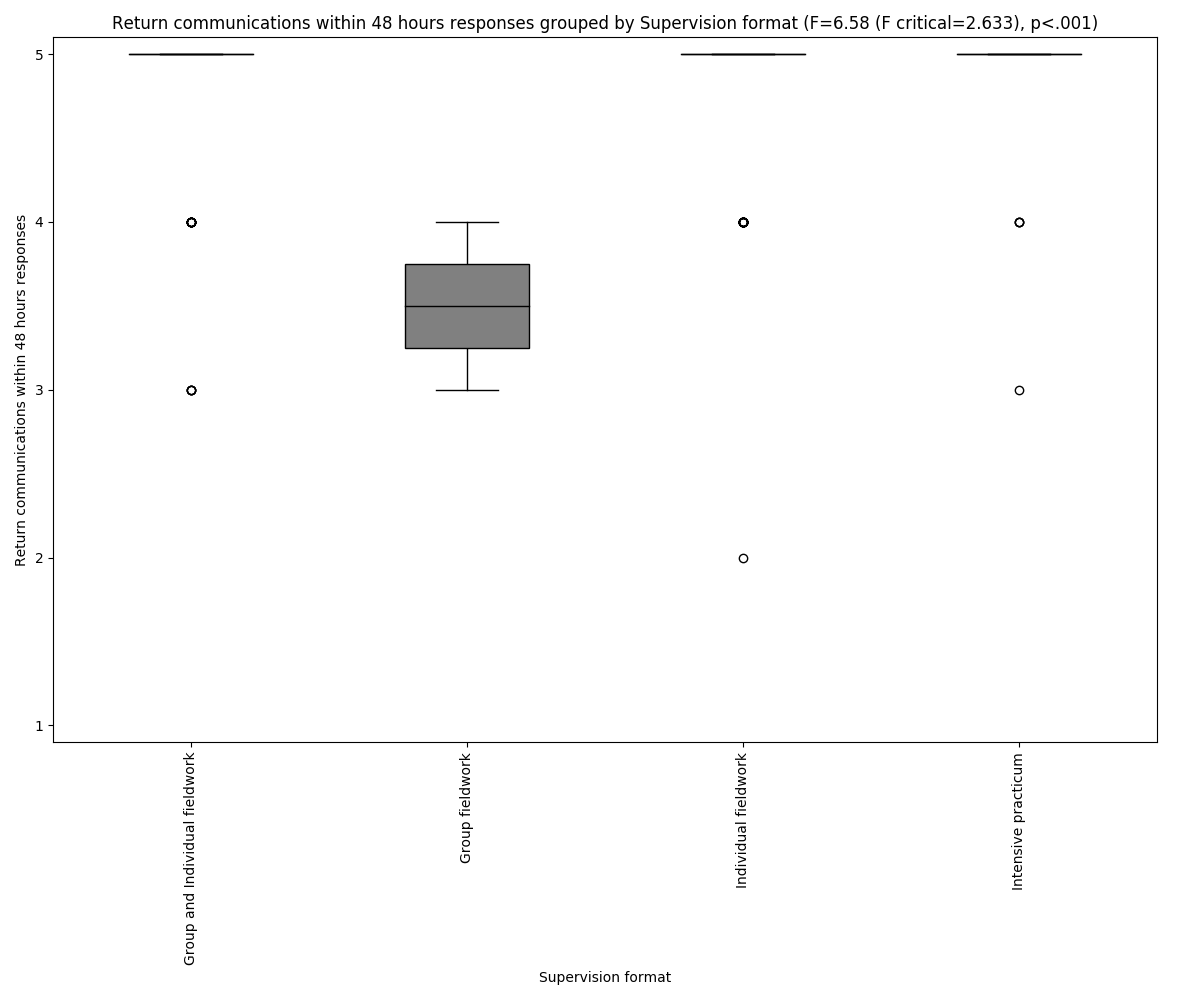 Return communications within 48 hours responses grouped by Supervision format (F=6.58 (F critical=2.633), p<.001)
Return communications within 48 hours responses
5
4
3
2
1
Group and Individual fieldwork
Group fieldwork
Individual fieldwork
Intensive practicum
Supervision format